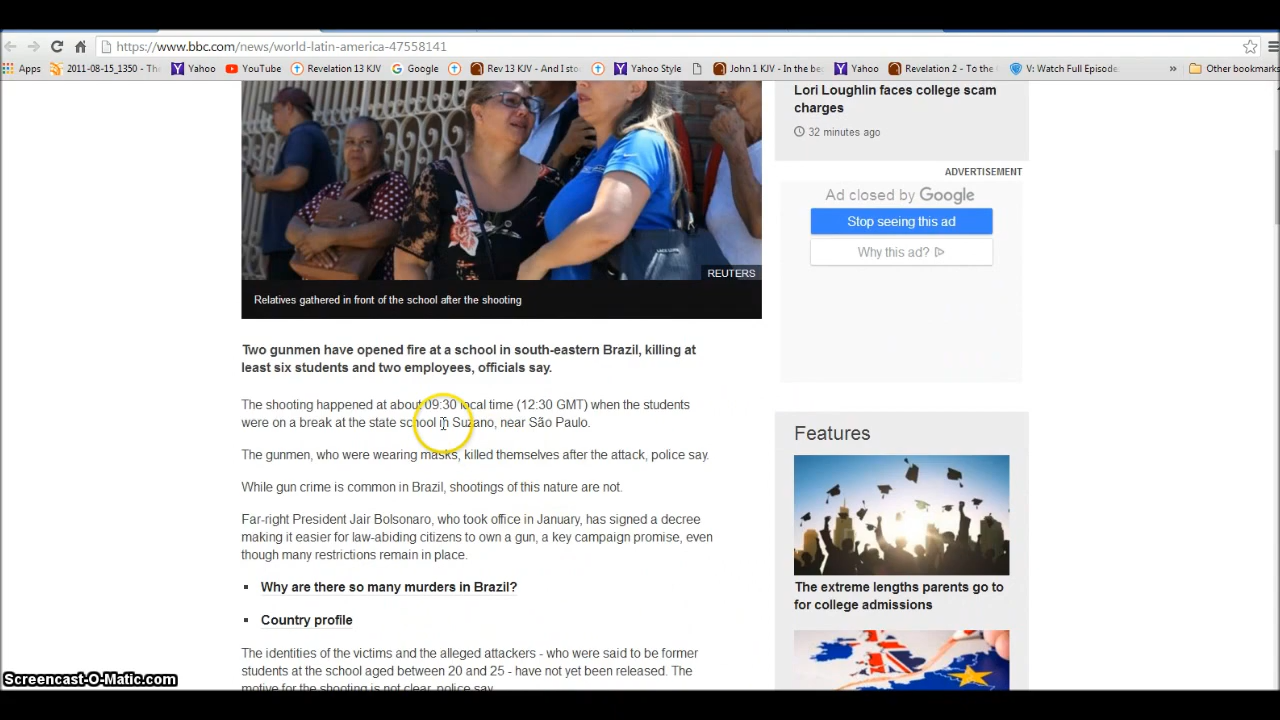 https://www.bbc.com/news/world-latin-america-47558141
Apps 2011-08-15_1350 - The Yahoo YouTube Revelation 13 KJV Google Rev 13 KJV - And I sto Yahoo Style John 1 KJV - In the be Yahoo Revelation 2 - To the V: Watch Full Episode » Other bookmarks
REUTERS
Relatives gathered in front of the school after the shooting
Two gunmen have opened fire at a school in south-eastern Brazil, killing at
least six students and two employees, officials say.
The shooting happened at about 09:30 local time (12:30 GMT) when the students
were on a break at the state school in Suzano, near São Paulo.
The gunmen, who were wearing masks, killed themselves after the attack, police say.
While gun crime is common in Brazil, shootings of this nature are not.
Far-right President Jair Bolsonaro, who took office in January, has signed a decree
making it easier for law-abiding citizens to own a gun, a key campaign promise, even
though many restrictions remain in place.
Why are there so many murders in Brazil?
Country profile
The identities of the victims and the alleged attackers - who were said to be former
students at the school aged between 20 and 25 - have not yet been released. The
motive for the shooting is not clear, police say.
Lori Loughlin faces college scam
charges
32 minutes ago
ADVERTISEMENT
Ad closed by Google
Stop seeing this ad
Why this ad?
Features
The extreme lengths parents go to
for college admissions
Screencast-O-Matic.com